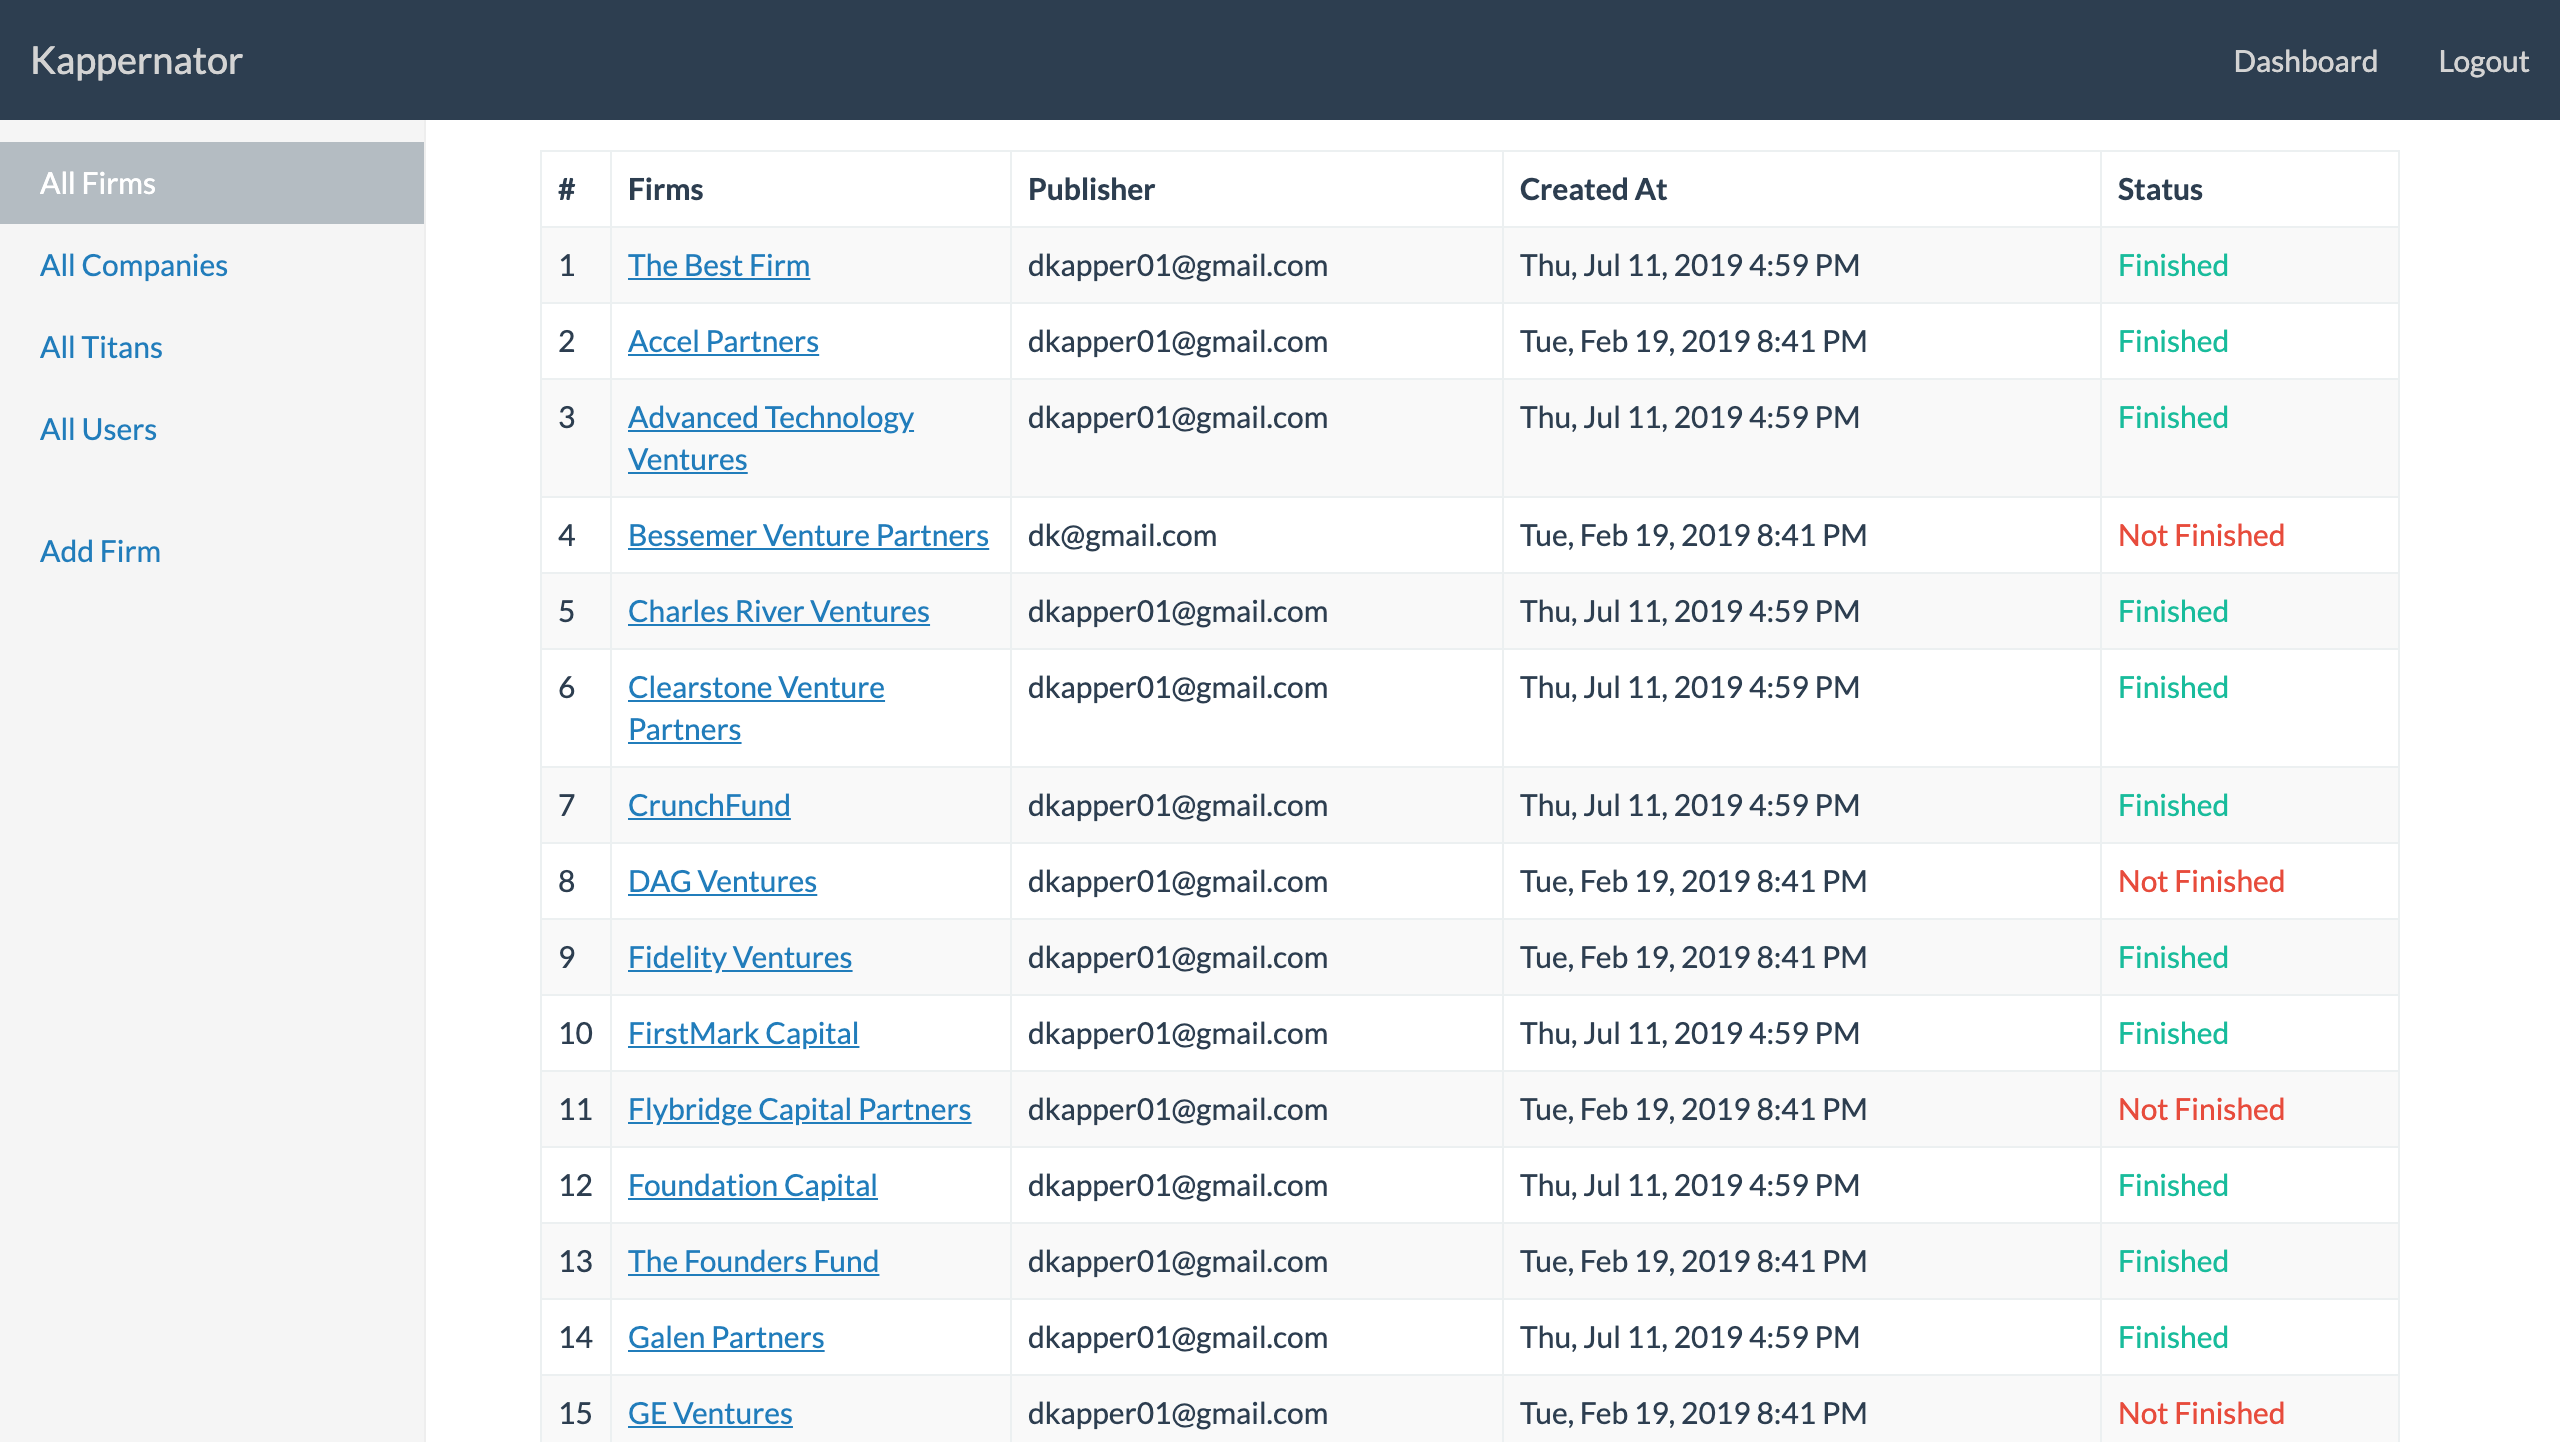 Kappernator
Dashboard Logout
All Firms
All Companies
All Titans
All Users
Add Firm
# Firms Publisher Created At Status
1 The Best Firm dkapper01@gmail.com Thu, Jul 11, 2019 4:59 PM Finished
2 Accel Partners dkapper01@gmail.com Tue, Feb 19, 2019 8:41 PM Finished
3 Advanced Technology dkapper01@gmail.com Thu, Jul 11, 2019 4:59 PM Finished
Ventures
4 Bessemer Venture Partners dk@gmail.com Tue, Feb 19, 2019 8:41 PM Not Finished
5 Charles River Ventures dkapper01@gmail.com Thu, Jul 11, 2019 4:59 PM Finished
6 Clearstone Venture dkapper01@gmail.com Thu, Jul 11, 2019 4:59 PM Finished
Partners
7 CrunchFund dkapper01@gmail.com Thu, Jul 11, 2019 4:59 PM Finished
8 DAG Ventures dkapper01@gmail.com Tue, Feb 19, 2019 8:41 PM Not Finished
9 Fidelity Ventures dkapper01@gmail.com Tue, Feb 19, 2019 8:41 PM Finished
10 FirstMark Capital dkapper01@gmail.com Thu, Jul 11, 2019 4:59 PM Finished
11 Flybridge Capital Partners dkapper01@gmail.com Tue, Feb 19, 2019 8:41 PM Not Finished
12 Foundation Capital dkapper01@gmail.com Thu, Jul 11, 2019 4:59 PM Finished
13 The Founders Fund dkapper01@gmail.com Tue, Feb 19, 2019 8:41 PM Finished
14 Galen Partners dkapper01@gmail.com Thu, Jul 11, 2019 4:59 PM Finished
15 GE Ventures dkapper01@gmail.com Tue, Feb 19, 2019 8:41 PM Not Finished